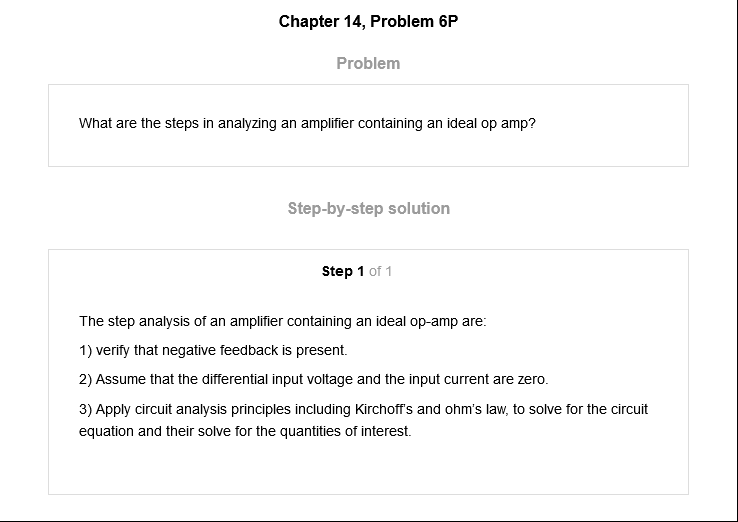 Chapter 14, Problem 6P
Problem
What are the steps in analyzing an amplifier containing an ideal op amp?
Step-by-step solution
Step 1 of 1
The step analysis of an amplifier containing an ideal op-amp are:
1) verify that negative feedback is present.
2) Assume that the differential input voltage and the input current are zero.
3) Apply circuit analysis principles including Kirchoff's and ohm's law, to solve for the circuit
equation and their solve for the quantities of interest.